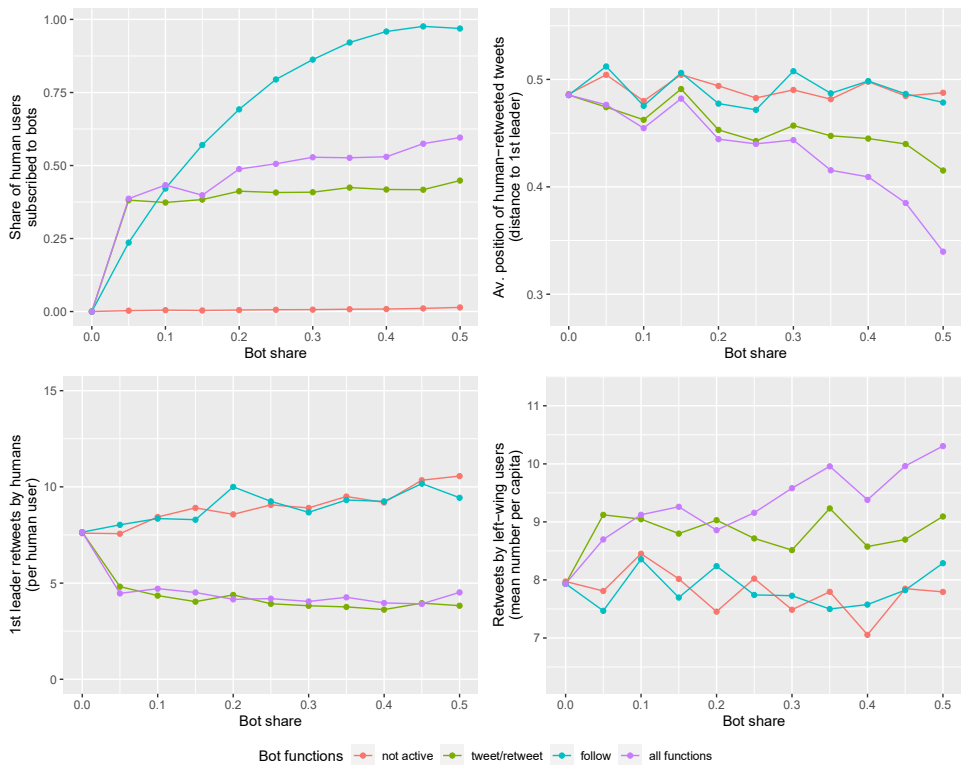 Share of human users
subscribed to bots
1.00
0.75
0.50
0.25
0.00
0.0 0.1 0.2 0.3 0.4 0.5
Bot share
Av. position of human−retweeted tweets
(distance to 1st leader)
0.5
0.4
0.3
0.0 0.1 0.2 0.3 0.4 0.5
Bot share
1st leader retweets by humans
(per human user)
15
10
5
0
0.0 0.1 0.2 0.3 0.4 0.5
Bot share
Retweets by left−wing users
(mean number per capita)
11
10
9
8
7
0.0 0.1 0.2 0.3 0.4 0.5
Bot share
Bot functions not active tweet/retweet follow all functions